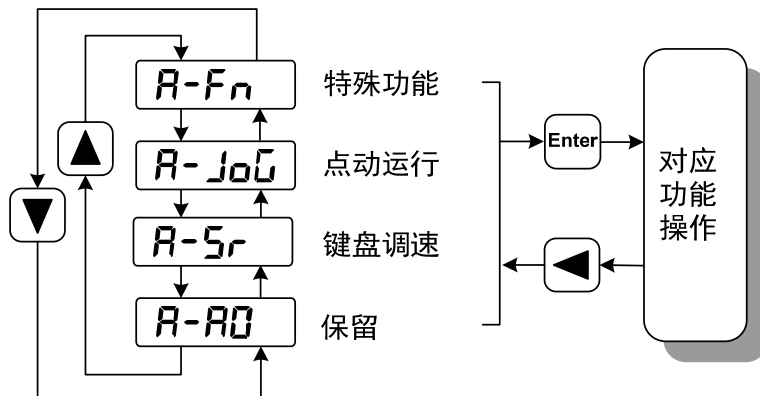 A-Fn 特殊功能
A-JoG 点动运行
A-Sr 键盘调速
A-A0 保留
Enter
对应
功能
操作